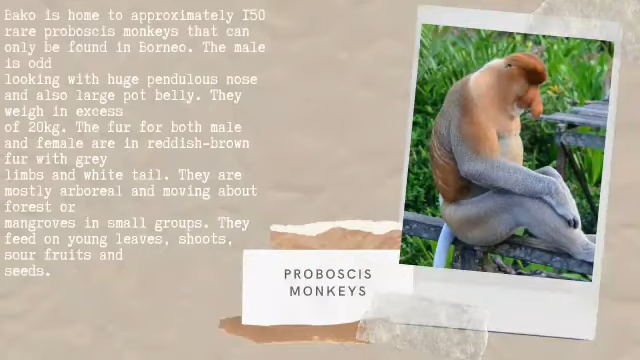 Bako is home to approximately 150
rare proboscis monkeys that can
only be found in Borneo. The male
is odd
looking with huge pendulous nose
and also large pot belly. They
weigh in excess
of 20kg. The fur for both male
and female are in reddish-brown
fur with grey
limbs and white tail. They are
mostly arboreal and moving about
forest or
mangroves in small groups. They
feed on young leaves, shoots,
sour fruits and
seeds.
PROBOSCIS
MONKEYS